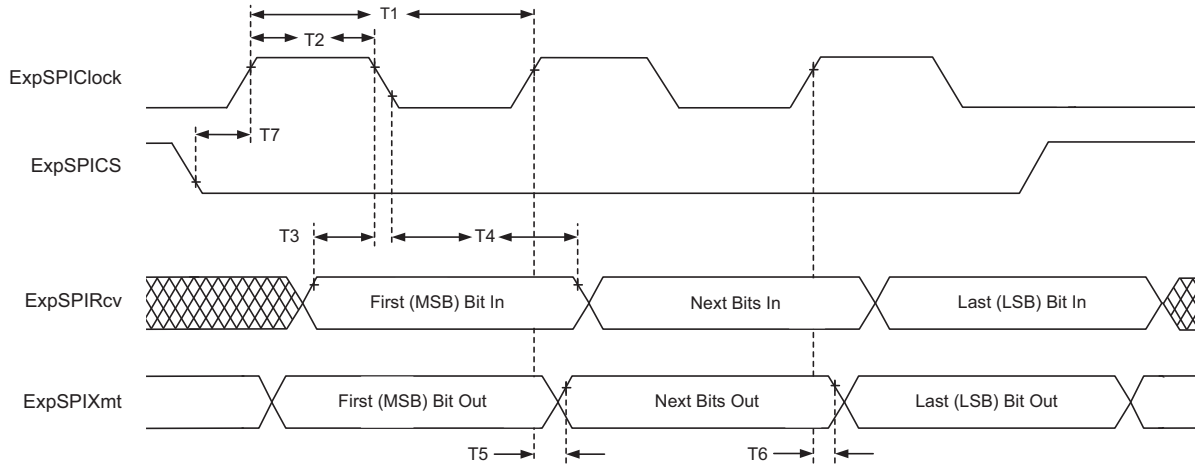 T1
T2
ExpSPIClock
T7
ExpSPICS
T3
T4
ExpSPIRcv
First (MSB) Bit In
Next Bits In
Last (LSB) Bit In
ExpSPIXmt
First (MSB) Bit Out
Next Bits Out
Last (LSB) Bit Out
T5
T6